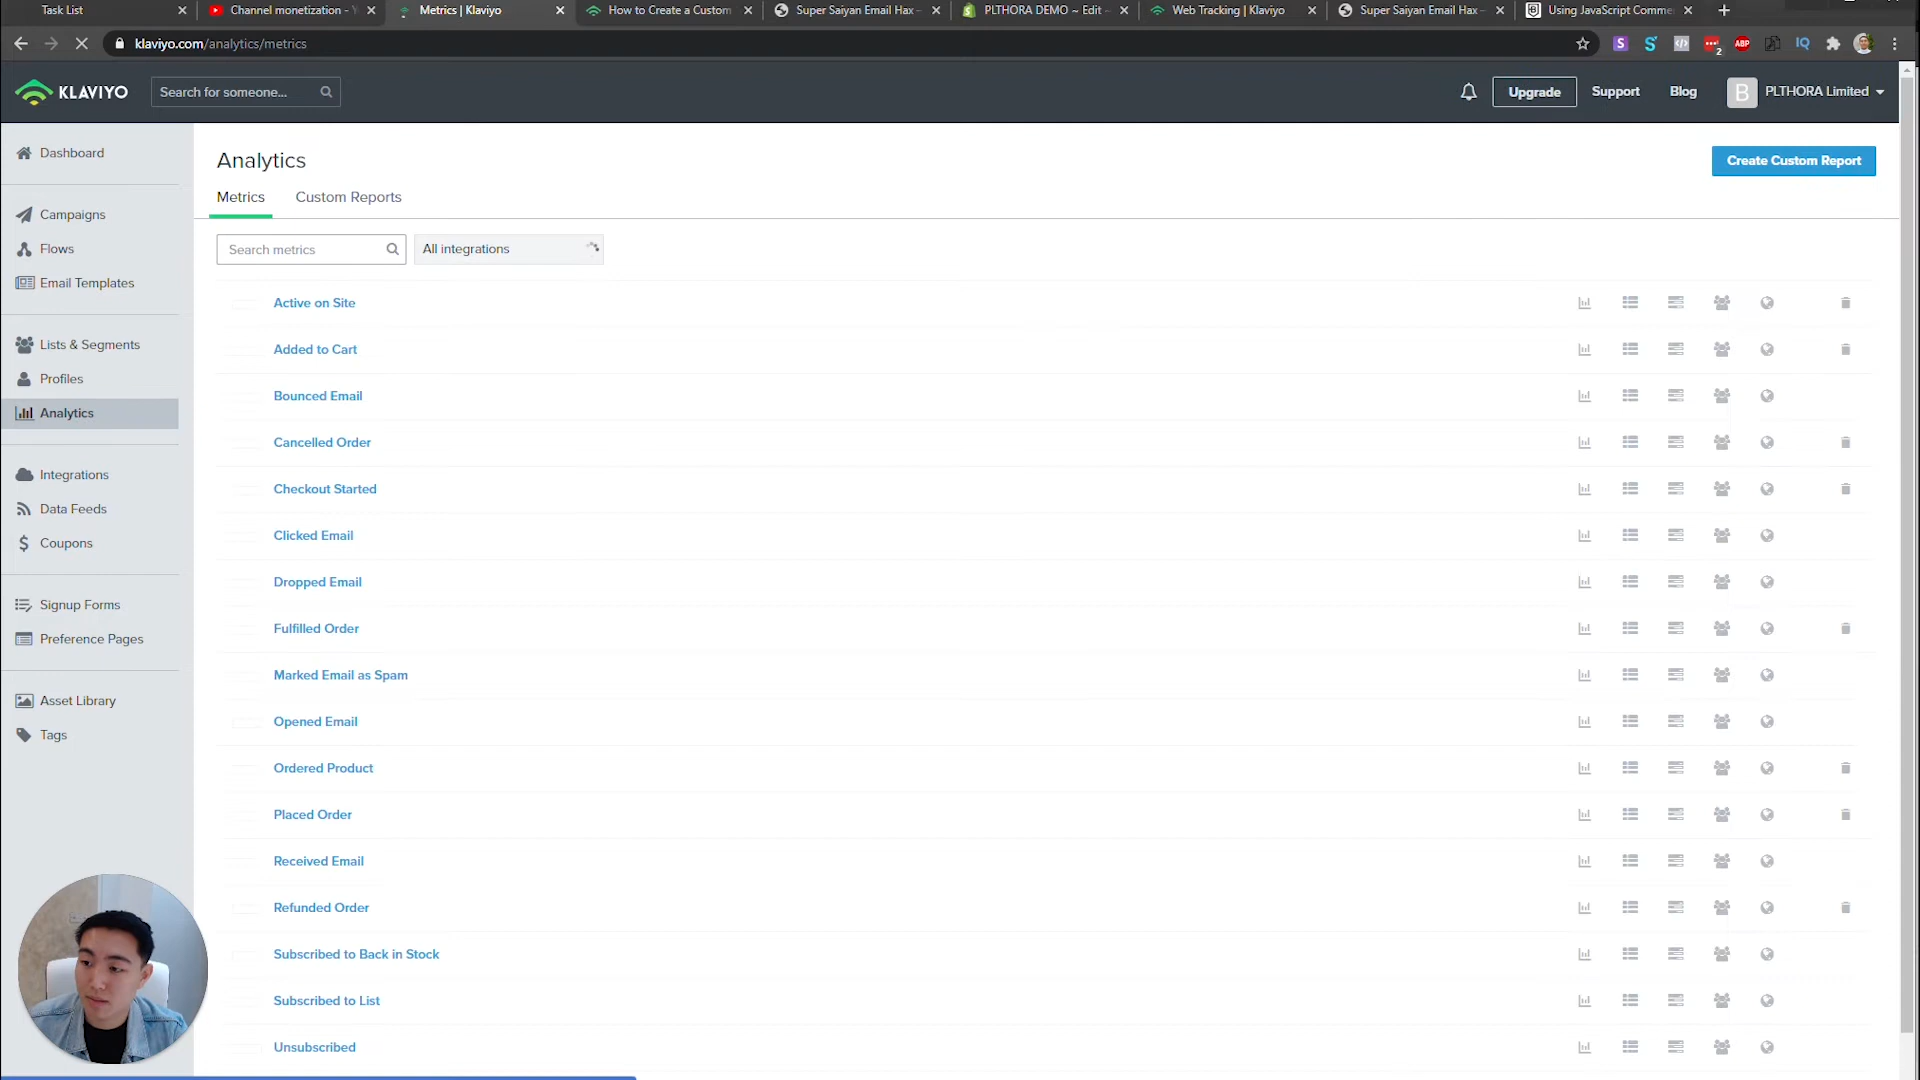 Task List
Channel monetization - Y
Metrics | Klaviyo
How to Create a Custom
Super Saiyan Email Hax -
PLTHORA DEMO ~ Edit -
Web Tracking | Klaviyo
Super Saiyan Email Hax -
Using JavaScript Comme
klaviyo.com/analytics/metrics
S
S
2
ABP
IQ
KLAVIYO
Search for someone...
Upgrade
Support
Blog
B
PLTHORA Limited
Dashboard
Campaigns
Flows
Email Templates
Lists & Segments
Profiles
Analytics
Integrations
Data Feeds
Coupons
Signup Forms
Preference Pages
Asset Library
Tags
Analytics
Create Custom Report
Metrics
Custom Reports
Search metrics
All integrations
Active on Site
Added to Cart
Bounced Email
Cancelled Order
Checkout Started
Clicked Email
Dropped Email
Fulfilled Order
Marked Email as Spam
Opened Email
Ordered Product
Placed Order
Received Email
Refunded Order
Subscribed to Back in Stock
Subscribed to List
Unsubscribed